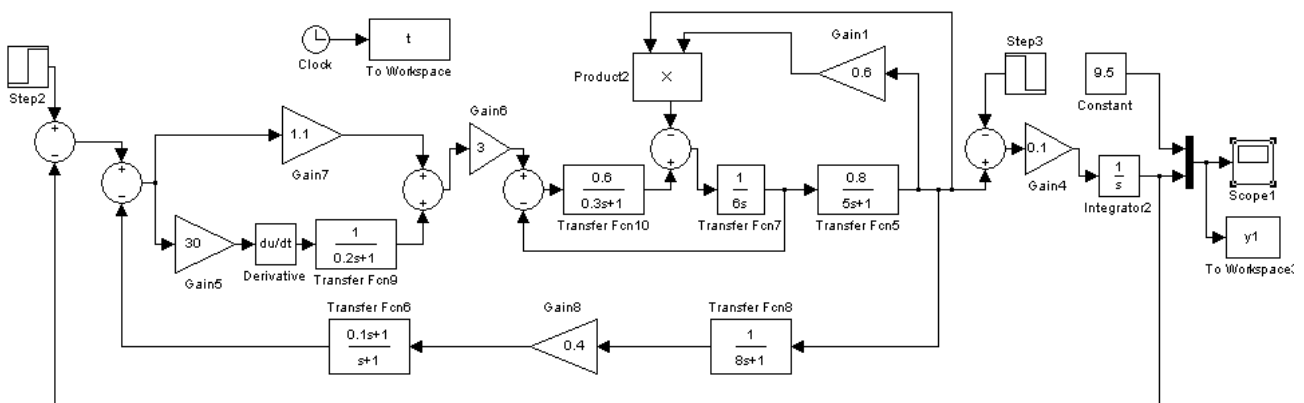 Step2
t
Clock
To Workspace
Product2
×
Gain1
0.6
Step3
9.5
Constant
Gain6
3
1.1
Gain7
0.6
0.3s+1
Transfer Fcn10
1
6s
Transfer Fcn7
0.8
5s+1
Transfer Fcn5
0.1
Gain4
1
s
Integrator2
Scope1
30
Gain5
du/dt
Derivative
1
0.2s+1
Transfer Fcn9
y1
To Workspace3
Transfer Fcn6
0.1s+1
s+1
Gain8
0.4
Transfer Fcn8
1
8s+1